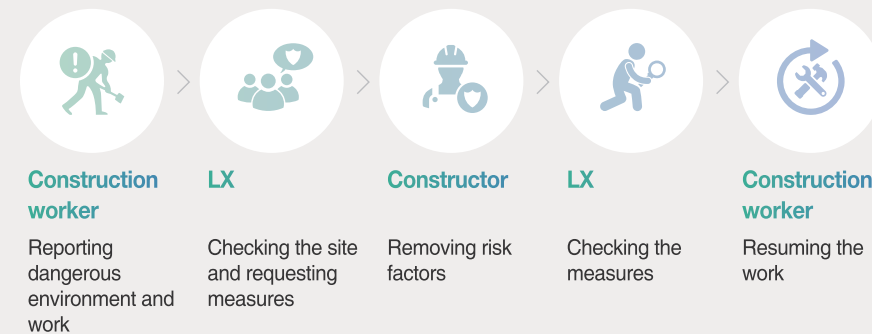 Construction
worker
Reporting
dangerous
environment and
work
LX
Checking the site
and requesting
measures
Constructor
Removing risk
factors
LX
Checking the
measures
Construction
worker
Resuming the
work